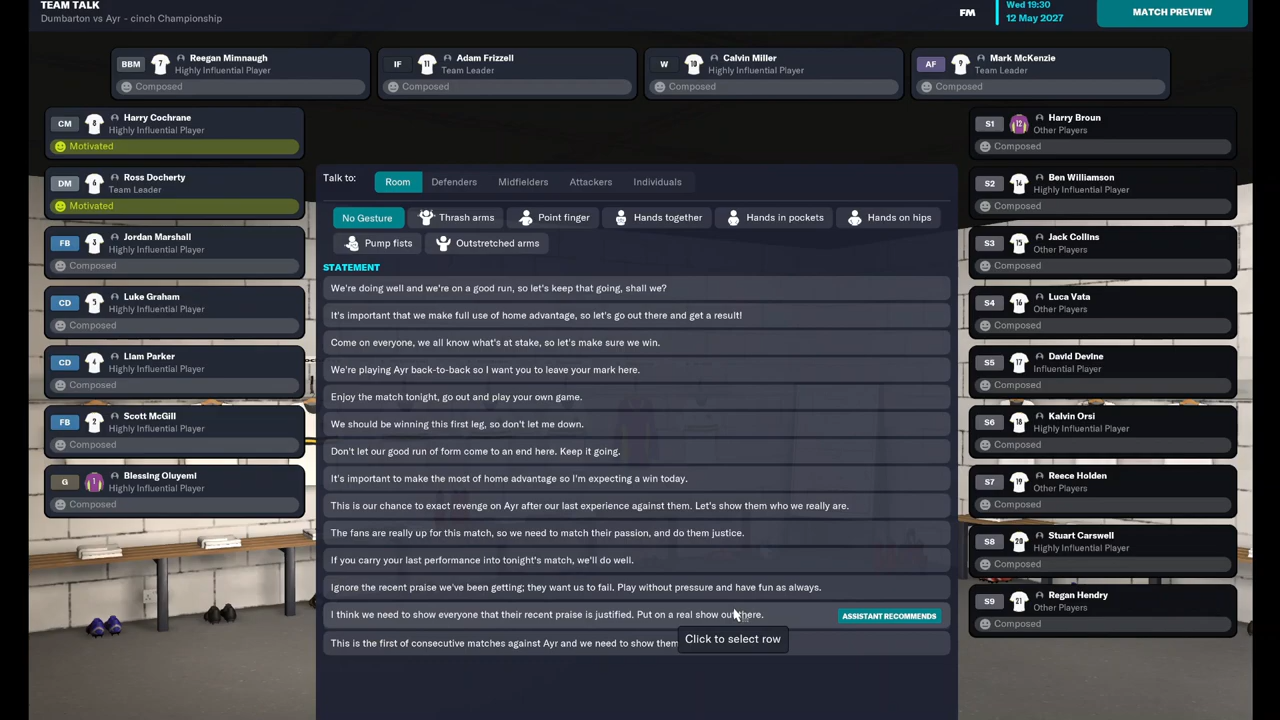 TEAM TALK
Dumbarton vs Ayr - cinch Championship
FM
Wed 19:30
12 May 2027
MATCH PREVIEW
BBM
7
Reegan Mimnaugh
Highly Influential Player
Composed
IF
11
Adam Frizzell
Team Leader
Composed
W
10
Calvin Miller
Highly Influential Player
Composed
AF
9
Mark McKenzie
Team Leader
Composed
CM
8
Harry Cochrane
Highly Influential Player
Motivated
DM
6
Ross Docherty
Team Leader
Motivated
FB
3
Jordan Marshall
Highly Influential Player
Composed
CD
5
Luke Graham
Highly Influential Player
Composed
CD
4
Liam Parker
Highly Influential Player
Composed
FB
2
Scott McGill
Highly Influential Player
Composed
G
1
Blessing Oluyemi
Highly Influential Player
Composed
Talk to:
Room
Defenders
Midfielders
Attackers
Individuals
No Gesture
Thrash arms
Point finger
Hands together
Hands in pockets
Hands on hips
Pump fists
Outstretched arms
STATEMENT
We're doing well and we're on a good run, so let's keep that going, shall we?
It's important that we make full use of home advantage, so let's go out there and get a result!
Come on everyone, we all know what's at stake, so let's make sure we win.
We're playing Ayr back-to-back so I want you to leave your mark here.
Enjoy the match tonight, go out and play your own game.
We should be winning this first leg, so don't let me down.
Don't let our good run of form come to an end here. Keep it going.
It's important to make the most of home advantage so I'm expecting a win today.
This is our chance to exact revenge on Ayr after our last experience against them. Let's show them who we really are.
The fans are really up for this match, so we need to match their passion, and do them justice.
If you carry your last performance into tonight's match, we'll do well.
Ignore the recent praise we've been getting; they want us to fail. Play without pressure and have fun as always.
I think we need to show everyone that their recent praise is justified. Put on a real show out there.
ASSISTANT RECOMMENDS
This is the first of consecutive matches against Ayr and we need to show them
Click to select row
S1
12
Harry Broun
Other Players
Composed
S2
14
Ben Williamson
Highly Influential Player
Composed
S3
15
Jack Collins
Other Players
Composed
S4
16
Luca Vata
Other Players
Composed
S5
17
David Devine
Influential Player
Composed
S6
18
Kalvin Orsi
Highly Influential Player
Composed
S7
19
Reece Holden
Other Players
Composed
S8
20
Stuart Carswell
Highly Influential Player
Composed
S9
21
Regan Hendry
Other Players
Composed